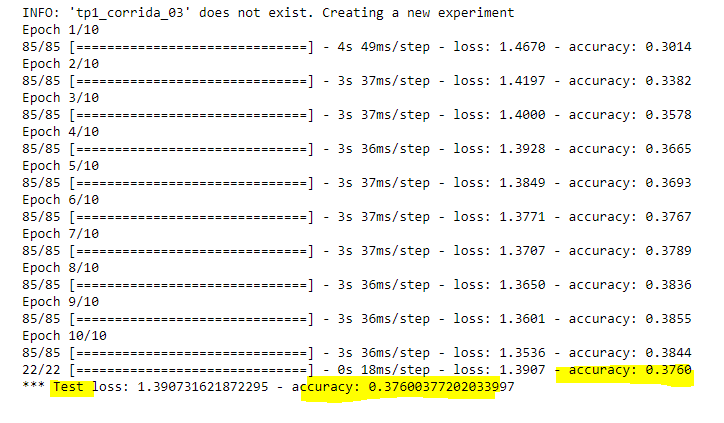 INFO: 'tp1_corrida_03' does not exist. Creating a new experiment
Epoch 1/10
85/85 [==============================] - 4s 49ms/step - loss: 1.4670 - accuracy: 0.3014
Epoch 2/10
85/85 [==============================] - 3s 37ms/step - loss: 1.4197 - accuracy: 0.3382
Epoch 3/10
85/85 [==============================] - 3s 37ms/step - loss: 1.4000 - accuracy: 0.3578
Epoch 4/10
85/85 [==============================] - 3s 36ms/step - loss: 1.3928 - accuracy: 0.3665
Epoch 5/10
85/85 [==============================] - 3s 37ms/step - loss: 1.3849 - accuracy: 0.3693
Epoch 6/10
85/85 [==============================] - 3s 37ms/step - loss: 1.3771 - accuracy: 0.3767
Epoch 7/10
85/85 [==============================] - 3s 37ms/step - loss: 1.3707 - accuracy: 0.3789
Epoch 8/10
85/85 [==============================] - 3s 36ms/step - loss: 1.3650 - accuracy: 0.3836
Epoch 9/10
85/85 [==============================] - 3s 36ms/step - loss: 1.3601 - accuracy: 0.3855
Epoch 10/10
85/85 [==============================] - 3s 36ms/step - loss: 1.3536 - accuracy: 0.3844
22/22 [==============================] - 0s 18ms/step - loss: 1.3907 - accuracy: 0.3760
*** Test loss: 1.390731621872295 - accuracy: 0.37600377202033997